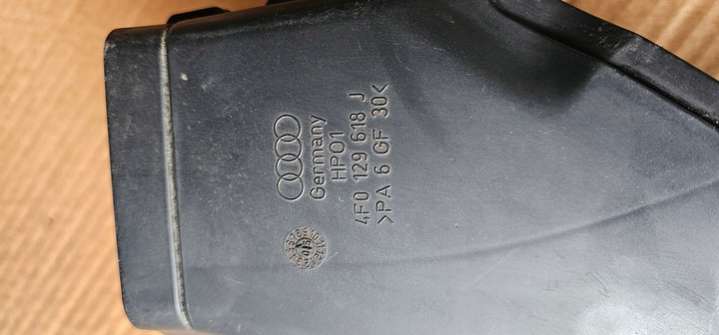 Germany
HP01
4F0 129 618 J
>PA 6 GF 30<